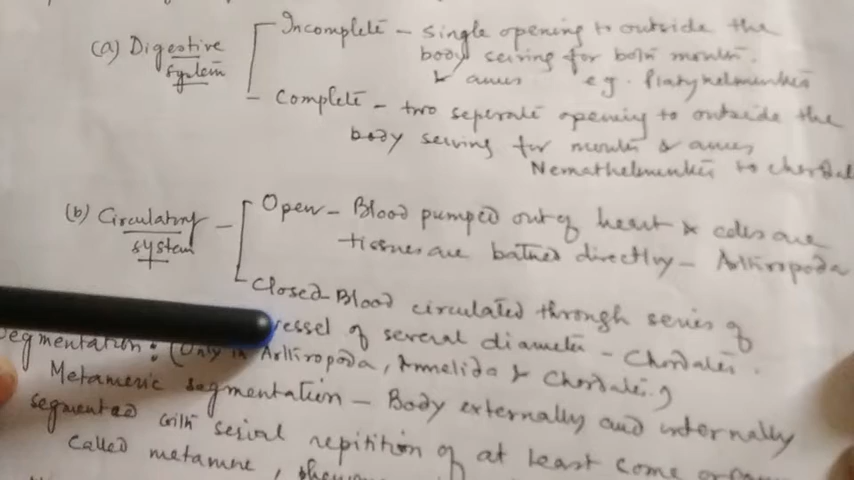 Incomplete - single opening to outside the
(a) Digestive system body serving for both mouth.
& anus e.g. Platyhelminthes
Complete - two seperate opening to outside the
body serving for mouth & anus
Nemathelminthes to chordat
(b) Circulatory system Open - Blood pumped out of heart & cells are
tissues are bathed directly - Arthropoda
Closed - Blood circulated through series of
vessel of several diameter - Chordates.
Segmentation: (Only in Arthropoda, Annelida & Chordates.)
Metameric segmentation - Body externally and internally
segmented with serial repitition of at least some organs
called metamere,